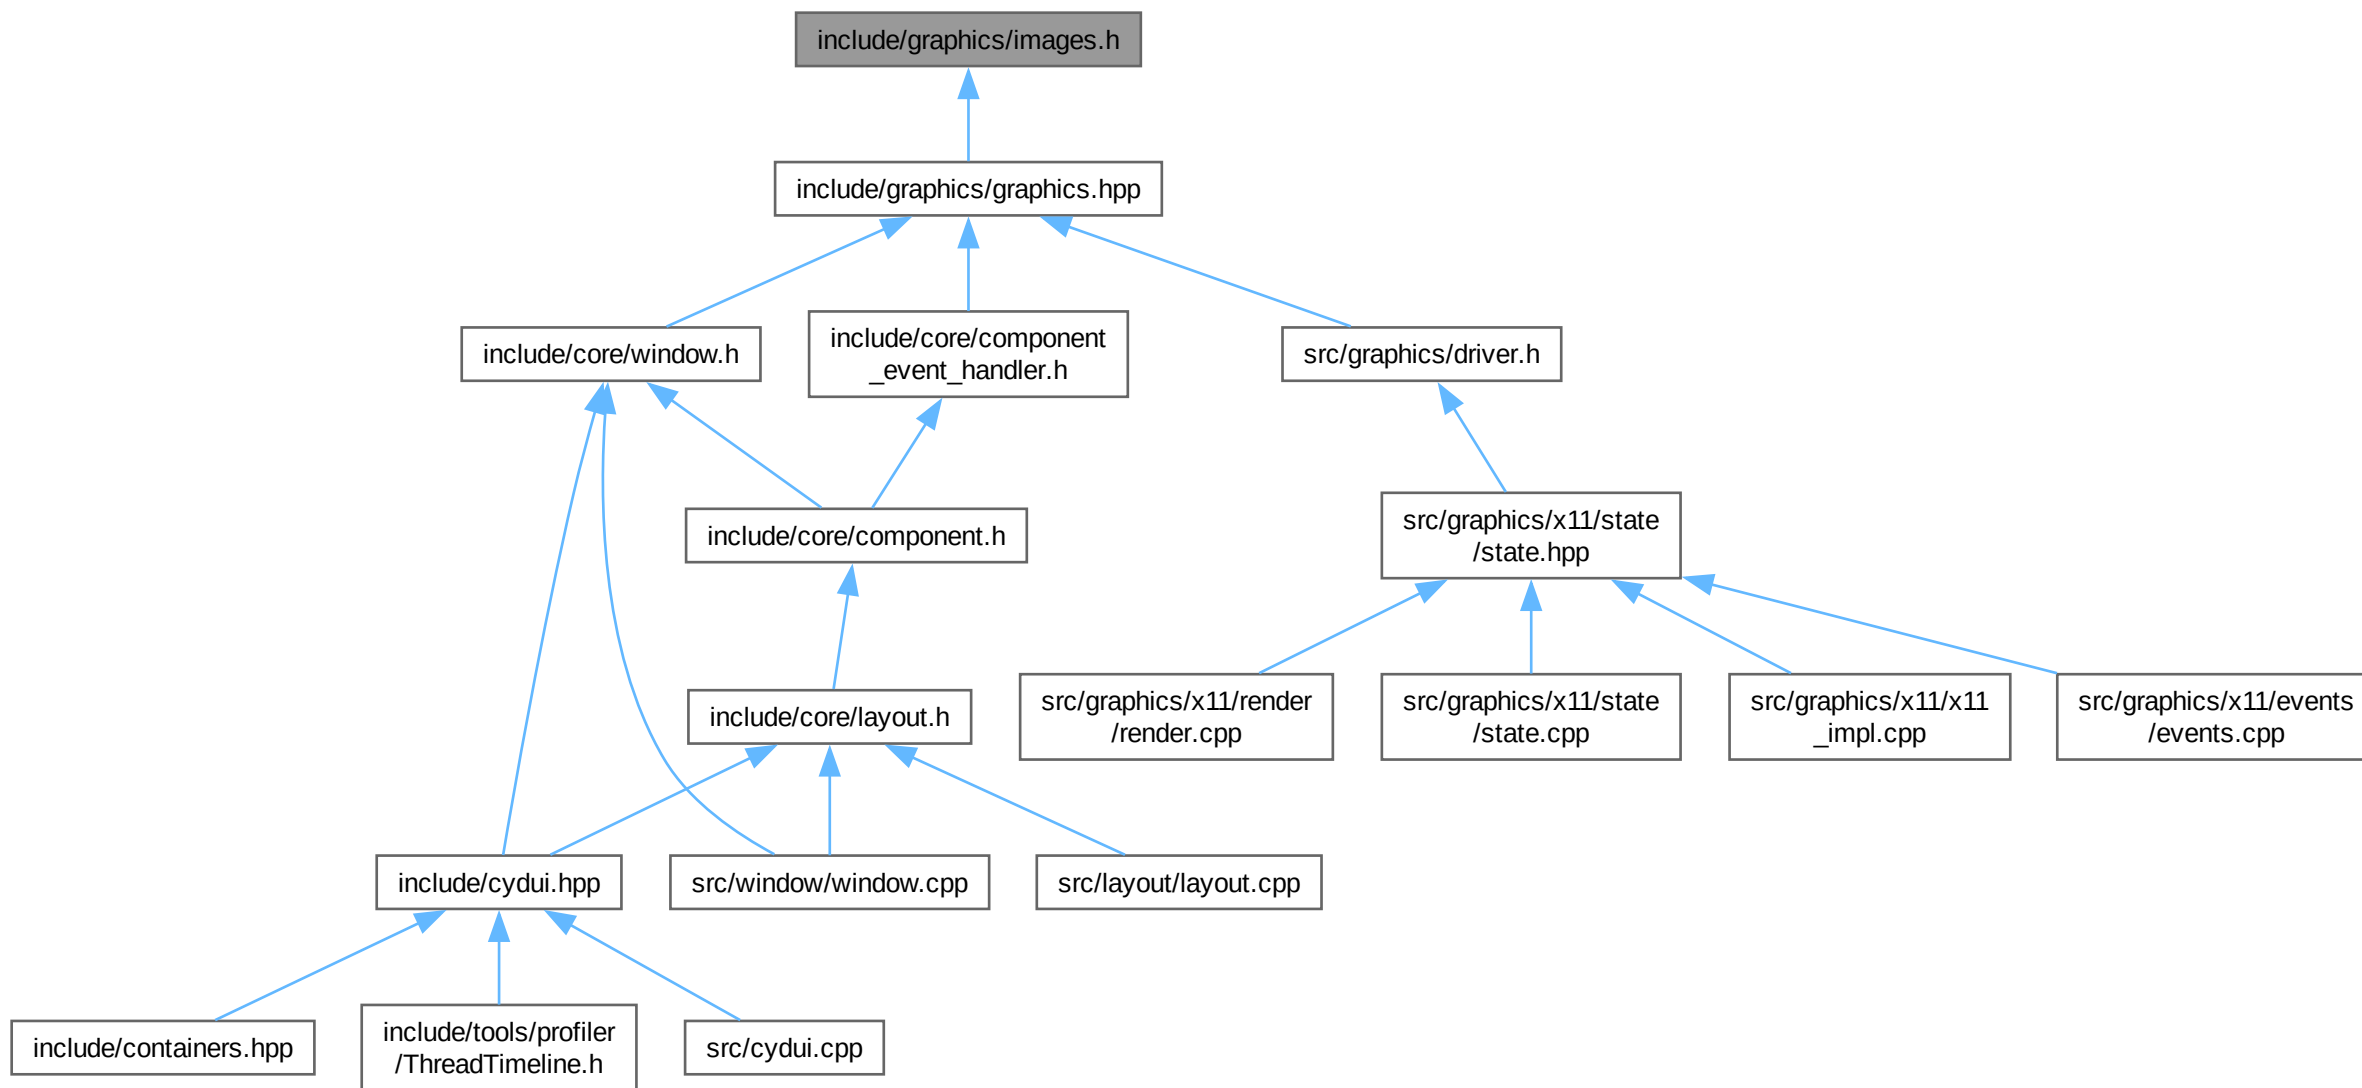 include/graphics/images.h
include/graphics/graphics.hpp
include/core/window.h
include/core/component
_event_handler.h
src/graphics/driver.h
include/core/component.h
src/graphics/x11/state
/state.hpp
include/core/layout.h
src/graphics/x11/render
/render.cpp
src/graphics/x11/state
/state.cpp
src/graphics/x11/x11
_impl.cpp
src/graphics/x11/events
/events.cpp
include/cydui.hpp
src/window/window.cpp
src/layout/layout.cpp
include/containers.hpp
include/tools/profiler
/ThreadTimeline.h
src/cydui.cpp